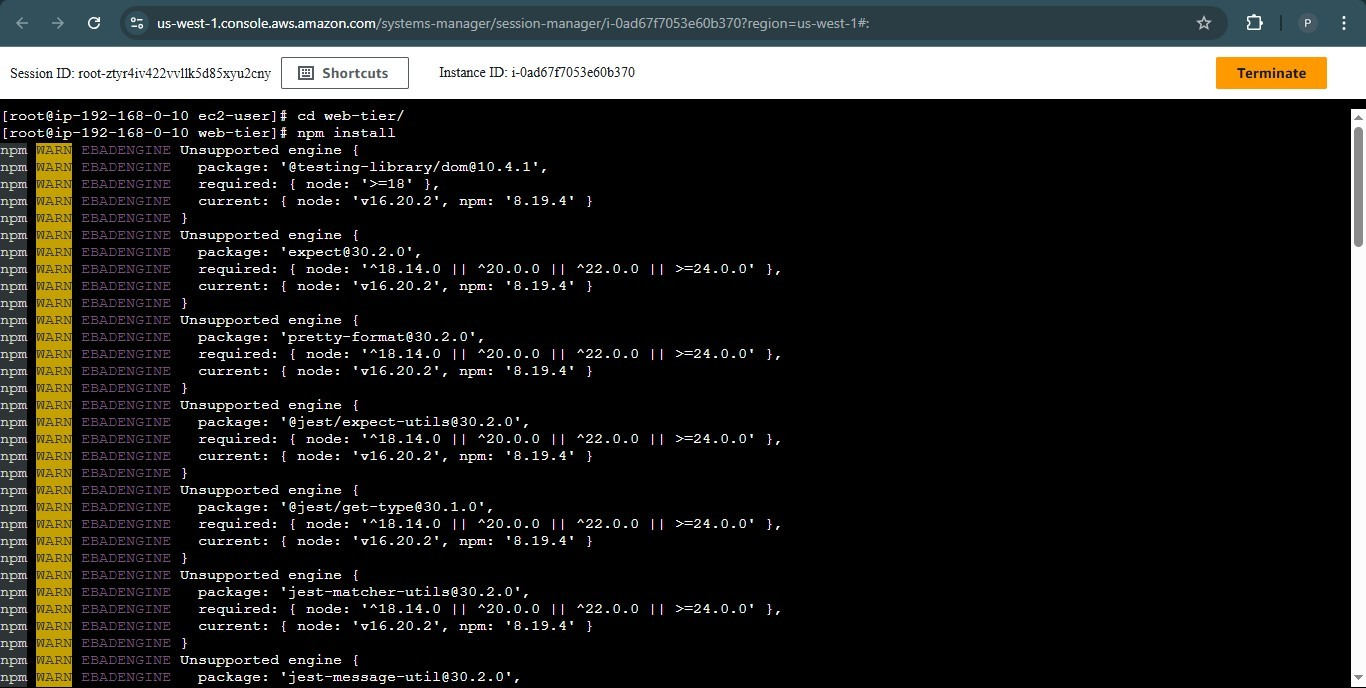 us-west-1.console.aws.amazon.com/systems-manager/session-manager/i-0ad67f7053e60b370?region=us-west-1#:
P
Session ID: root-ztyr4iv422vvllk5d85xyu2cny
Shortcuts
Instance ID: i-0ad67f7053e60b370
Terminate
[root@ip-192-168-0-10 ec2-user]# cd web-tier/
[root@ip-192-168-0-10 web-tier]# npm install
npm WARN EBADENGINE Unsupported engine {
npm WARN EBADENGINE   package: '@testing-library/dom@10.4.1',
npm WARN EBADENGINE   required: { node: '>=18' },
npm WARN EBADENGINE   current: { node: 'v16.20.2', npm: '8.19.4' }
npm WARN EBADENGINE }
npm WARN EBADENGINE Unsupported engine {
npm WARN EBADENGINE   package: 'expect@30.2.0',
npm WARN EBADENGINE   required: { node: '^18.14.0 || ^20.0.0 || ^22.0.0 || >=24.0.0' },
npm WARN EBADENGINE   current: { node: 'v16.20.2', npm: '8.19.4' }
npm WARN EBADENGINE }
npm WARN EBADENGINE Unsupported engine {
npm WARN EBADENGINE   package: 'pretty-format@30.2.0',
npm WARN EBADENGINE   required: { node: '^18.14.0 || ^20.0.0 || ^22.0.0 || >=24.0.0' },
npm WARN EBADENGINE   current: { node: 'v16.20.2', npm: '8.19.4' }
npm WARN EBADENGINE }
npm WARN EBADENGINE Unsupported engine {
npm WARN EBADENGINE   package: '@jest/expect-utils@30.2.0',
npm WARN EBADENGINE   required: { node: '^18.14.0 || ^20.0.0 || ^22.0.0 || >=24.0.0' },
npm WARN EBADENGINE   current: { node: 'v16.20.2', npm: '8.19.4' }
npm WARN EBADENGINE }
npm WARN EBADENGINE Unsupported engine {
npm WARN EBADENGINE   package: '@jest/get-type@30.1.0',
npm WARN EBADENGINE   required: { node: '^18.14.0 || ^20.0.0 || ^22.0.0 || >=24.0.0' },
npm WARN EBADENGINE   current: { node: 'v16.20.2', npm: '8.19.4' }
npm WARN EBADENGINE }
npm WARN EBADENGINE Unsupported engine {
npm WARN EBADENGINE   package: 'jest-matcher-utils@30.2.0',
npm WARN EBADENGINE   required: { node: '^18.14.0 || ^20.0.0 || ^22.0.0 || >=24.0.0' },
npm WARN EBADENGINE   current: { node: 'v16.20.2', npm: '8.19.4' }
npm WARN EBADENGINE }
npm WARN EBADENGINE Unsupported engine {
npm WARN EBADENGINE   package: 'jest-message-util@30.2.0',